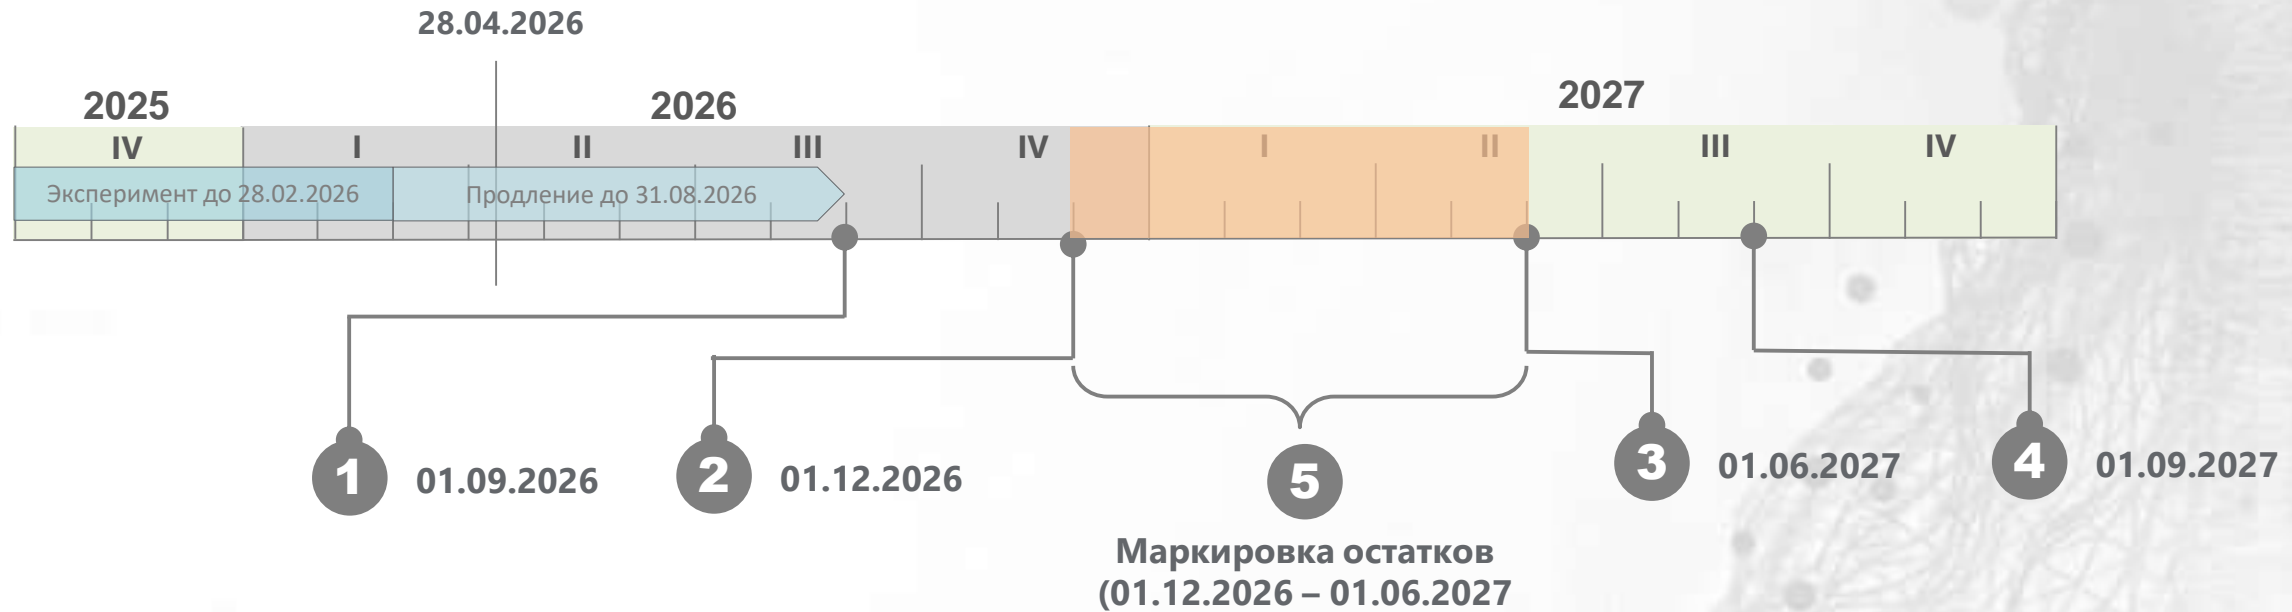 28.04.2026
2025
2026
2027
IV
I
II
III
IV
I
II
III
IV
Эксперимент до 28.02.2026
Продление до 31.08.2026
1
01.09.2026
2
01.12.2026
5
3
01.06.2027
4
01.09.2027
Маркировка остатков
(01.12.2026 – 01.06.2027